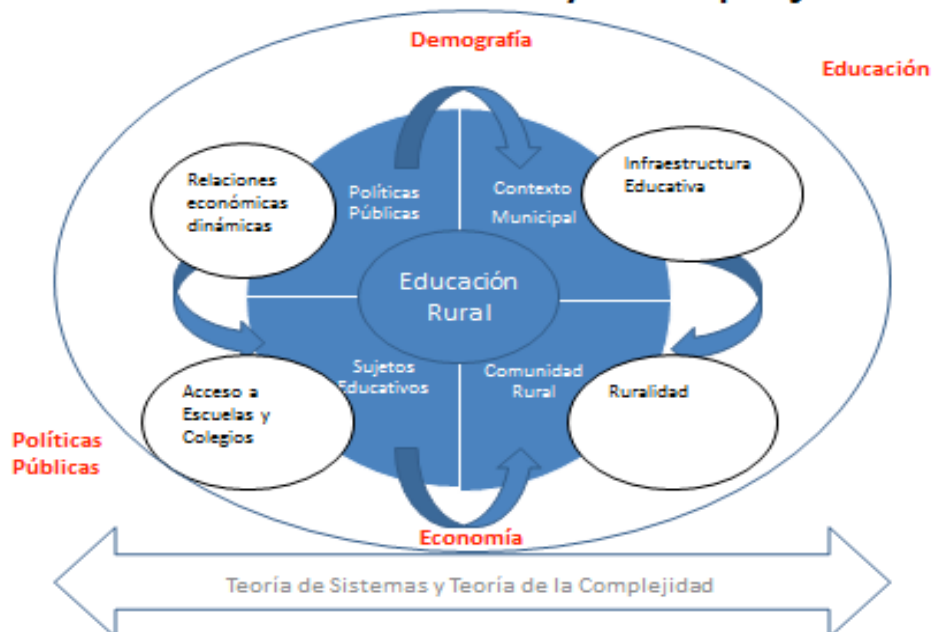 Demografía
Educación
Relaciones
económicas
dinámicas
Políticas
Públicas
Contexto
Municipal
Infraestructura
Educativa
Educación
Rural
Acceso a
Escuelas y
Colegios
Sujetos
Educativos
Comunidad
Rural
Ruralidad
Políticas
Públicas
Economía
Teoría de Sistemas y Teoría de la Complejidad